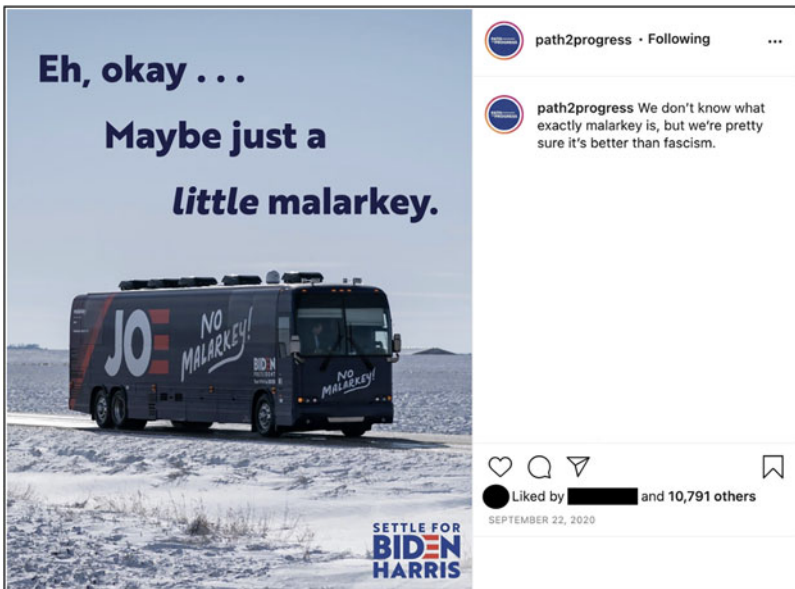 Eh, okay . . .
Maybe just a
little malarkey.
JOE
NO
MALARKEY!
BIDEN
PRESIDENT
NO
MALARKEY!
SETTLE FOR
BIDEN
HARRIS
path2progress • Following
path2progress We don't know what
exactly malarkey is, but we're pretty
sure it's better than fascism.
Liked by
and 10,791 others
SEPTEMBER 22, 2020